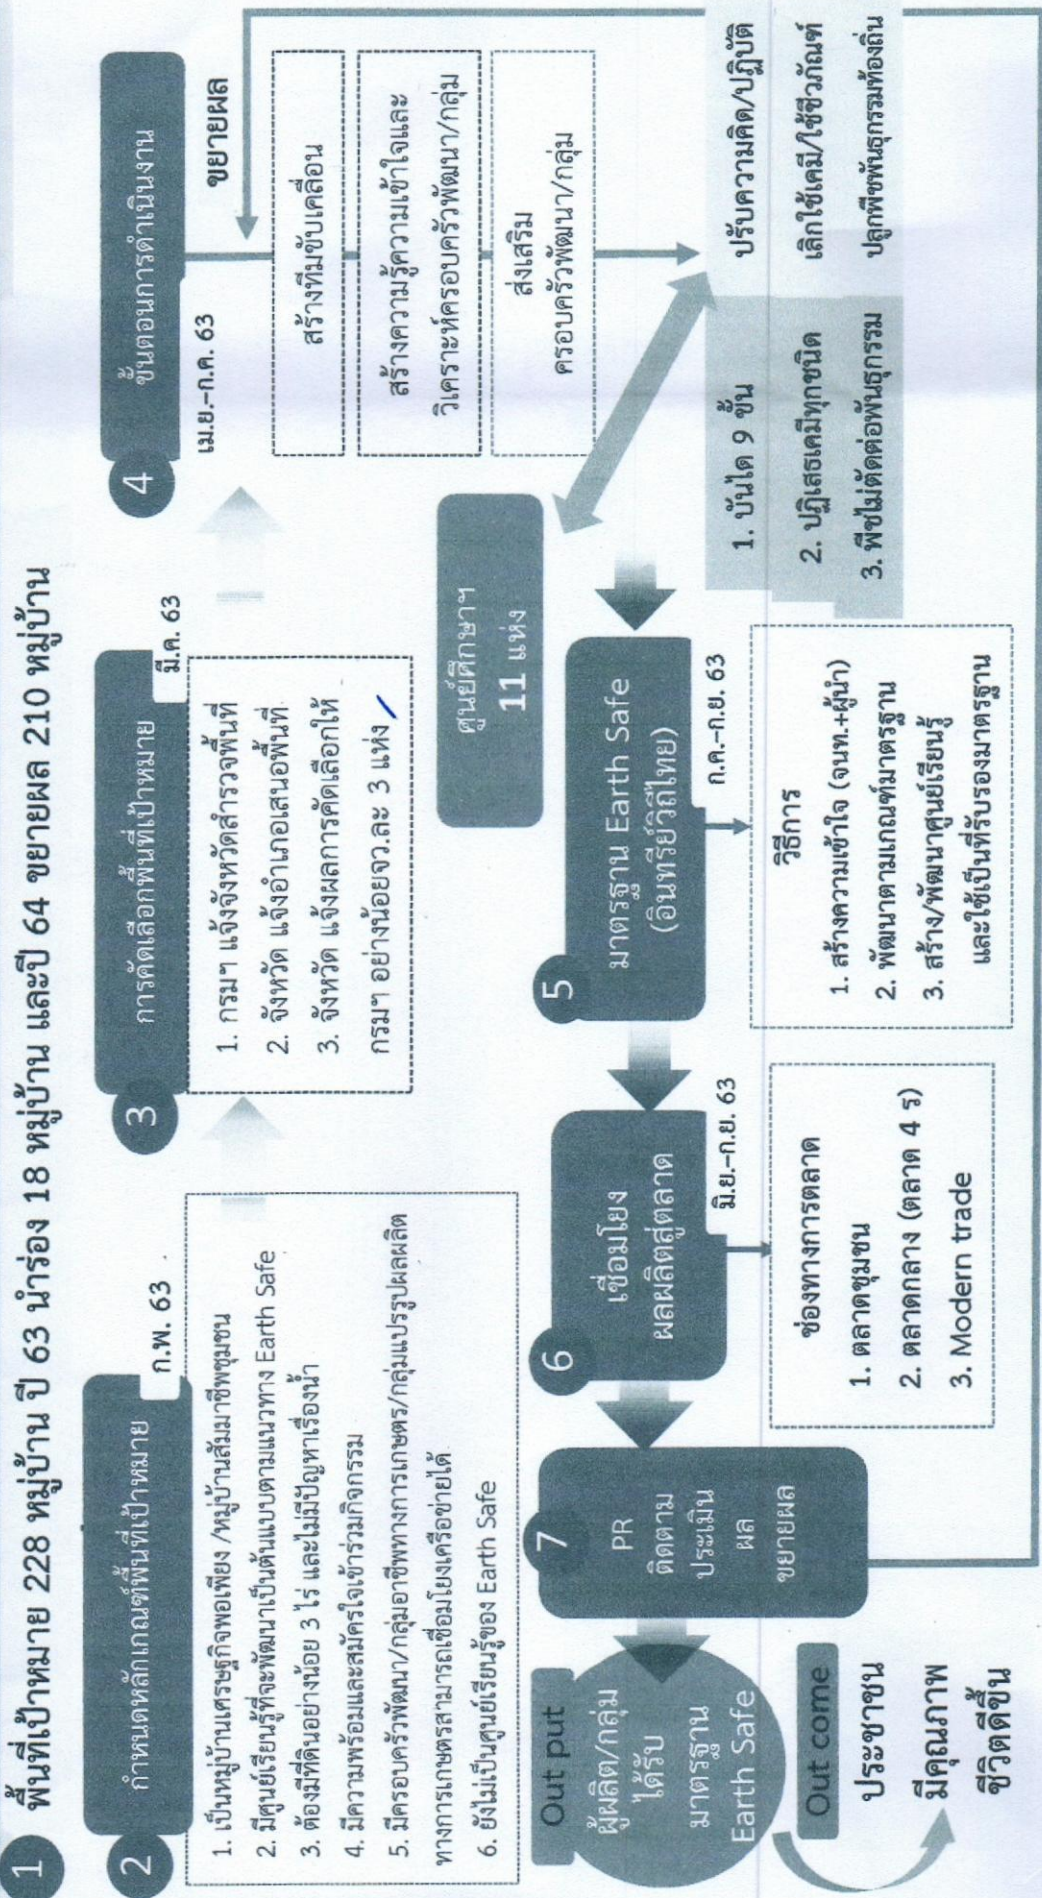 1 พื้นที่เป้าหมาย 228 หมู่บ้าน ปี 63 นำร่อง 18 หมู่บ้าน และปี 64 ขยายผล 210 หมู่บ้าน
2 กำหนดหลักเกณฑ์พื้นที่เป้าหมาย
ก.พ. 63
1. เป็นหมู่บ้านเศรษฐกิจพอเพียง /หมู่บ้านสัมมาชีพชุมชน
2. มีศูนย์เรียนรู้ที่จะพัฒนาเป็นต้นแบบตามแนวทาง Earth Safe
3. ต้องมีที่ดินอย่างน้อย 3 ไร่ และไม่มีปัญหาเรื่องน้ำ
4. มีความพร้อมและสมัครใจเข้าร่วมกิจกรรม
5. มีครอบครัวพัฒนา/กลุ่มอาชีพทางการเกษตร/กลุ่มแปรรูปผลผลิต
ทางการเกษตรสามารถเชื่อมโยงเครือข่ายได้
6. ยังไม่เป็นศูนย์เรียนรู้ของ Earth Safe
3 การคัดเลือกพื้นที่เป้าหมาย
มี.ค. 63
1. กรมฯ แจ้งจังหวัดสำรวจพื้นที่
2. จังหวัด แจ้งอำเภอเสนอพื้นที่
3. จังหวัด แจ้งผลการคัดเลือกให้
กรมฯ อย่างน้อยจว.ละ 3 แห่ง
4 ขั้นตอนการดำเนินงาน
เม.ย.-ก.ค. 63
ขยายผล
สร้างทีมขับเคลื่อน
สร้างความรู้ความเข้าใจและ
วิเคราะห์ครอบครัวพัฒนา/กลุ่ม
ส่งเสริม
ครอบครัวพัฒนา/กลุ่ม
ศูนย์ศึกษาฯ
11 แห่ง
1. บันได 9 ขั้น ปรับความคิด/ปฏิบัติ
2. ปฏิเสธเคมีทุกชนิด เลิกใช้เคมี/ใช้ชีวภัณฑ์
3. พืชไม่ตัดต่อพันธุกรรม ปลูกพืชพันธุกรรมท้องถิ่น
5 มาตรฐาน Earth Safe
(อินทรีย์วิถีไทย)
ก.ค.-ก.ย. 63
วิธีการ
1. สร้างความเข้าใจ (จนท.+ผู้นำ)
2. พัฒนาตามเกณฑ์มาตรฐาน
3. สร้าง/พัฒนาศูนย์เรียนรู้
และใช้เป็นที่รับรองมาตรฐาน
6 เชื่อมโยง
ผลผลิตสู่ตลาด
มิ.ย.-ก.ย. 63
ช่องทางการตลาด
1. ตลาดชุมชน
2. ตลาดกลาง (ตลาด 4 ร)
3. Modern trade
7
PR
ติดตาม
ประเมิน
ผล
ขยายผล
Out put
ผู้ผลิต/กลุ่ม
ได้รับ
มาตรฐาน
Earth Safe
Out come
ประชาชน
มีคุณภาพ
ชีวิตดีขึ้น